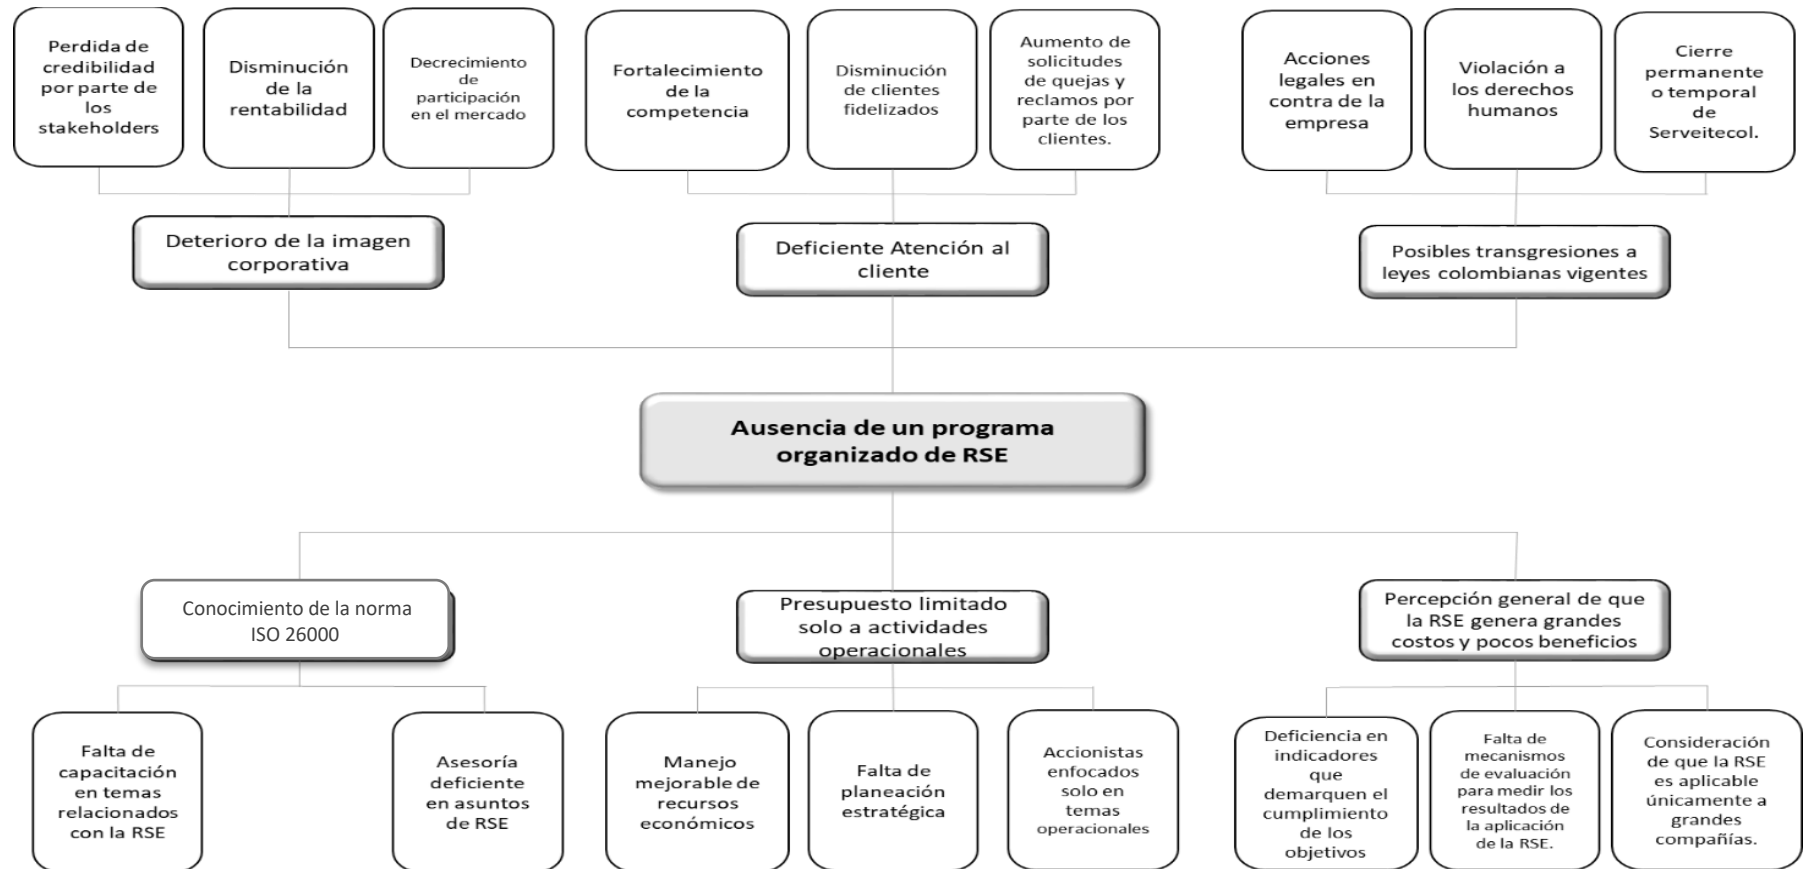 Perdida de
credibilidad
por parte de
los
stakeholders
Disminución
de la
rentabilidad
Decrecimiento
de
participación
en el mercado
Fortalecimiento
de la
competencia
Disminución
de clientes
fidelizados
Aumento de
solicitudes
de quejas y
reclamos por
parte de los
clientes.
Acciones
legales en
contra de la
empresa
Violación a
los derechos
humanos
Cierre
permanente
o temporal
de
Serveitecol.
Deterioro de la imagen
corporativa
Deficiente Atención al
cliente
Posibles transgresiones a
leyes colombianas vigentes
Ausencia de un programa
organizado de RSE
Conocimiento de la norma
ISO 26000
Presupuesto limitado
solo a actividades
operacionales
Percepción general de que
la RSE genera grandes
costos y pocos beneficios
Falta de
capacitación
en temas
relacionados
con la RSE
Asesoría
deficiente
en asuntos
de RSE
Manejo
mejorable de
recursos
económicos
Falta de
planeación
estratégica
Accionistas
enfocados
solo en
temas
operacionales
Deficiencia en
indicadores
que
demarquen el
cumplimiento
de los
objetivos
Falta de
mecanismos
de evaluación
para medir los
resultados de
la aplicación
de la RSE.
Consideración
de que la RSE
es aplicable
únicamente a
grandes
compañías.